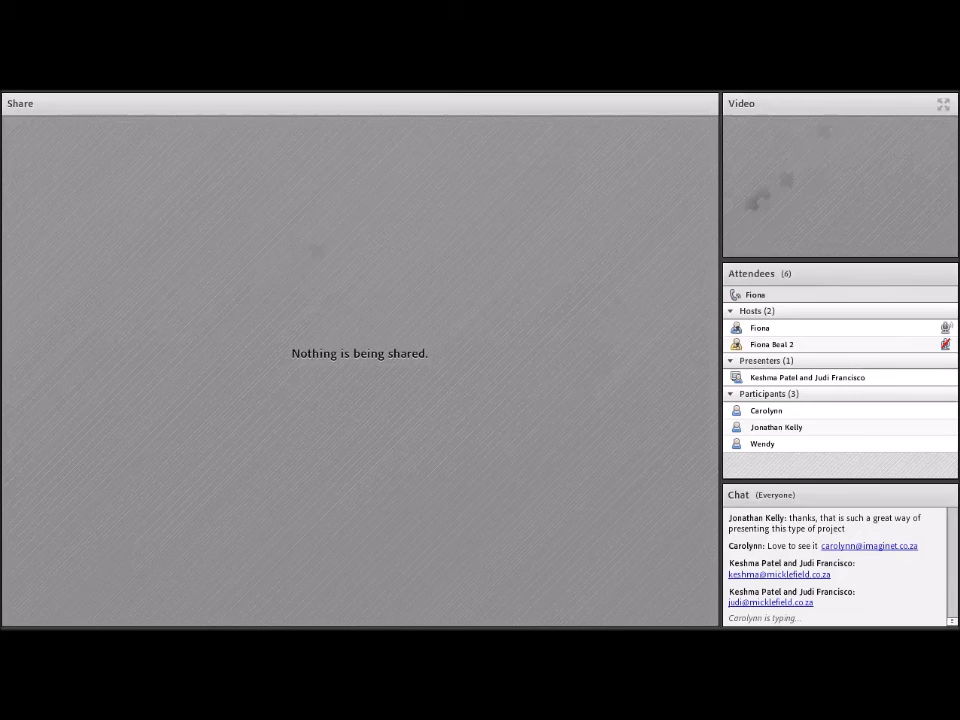 Share
Nothing is being shared.
Video
Attendees (6)
Fiona
Hosts (2)
Fiona
Fiona Beal 2
Presenters (1)
Keshma Patel and Judi Francisco
Participants (3)
Carolynn
Jonathan Kelly
Wendy
Chat (Everyone)
Jonathan Kelly: thanks, that is such a great way of
presenting this type of project
Carolynn: Love to see it carolynn@imaginet.co.za
Keshma Patel and Judi Francisco:
keshma@micklefield.co.za
Keshma Patel and Judi Francisco:
judi@micklefield.co.za
Carolynn is typing...